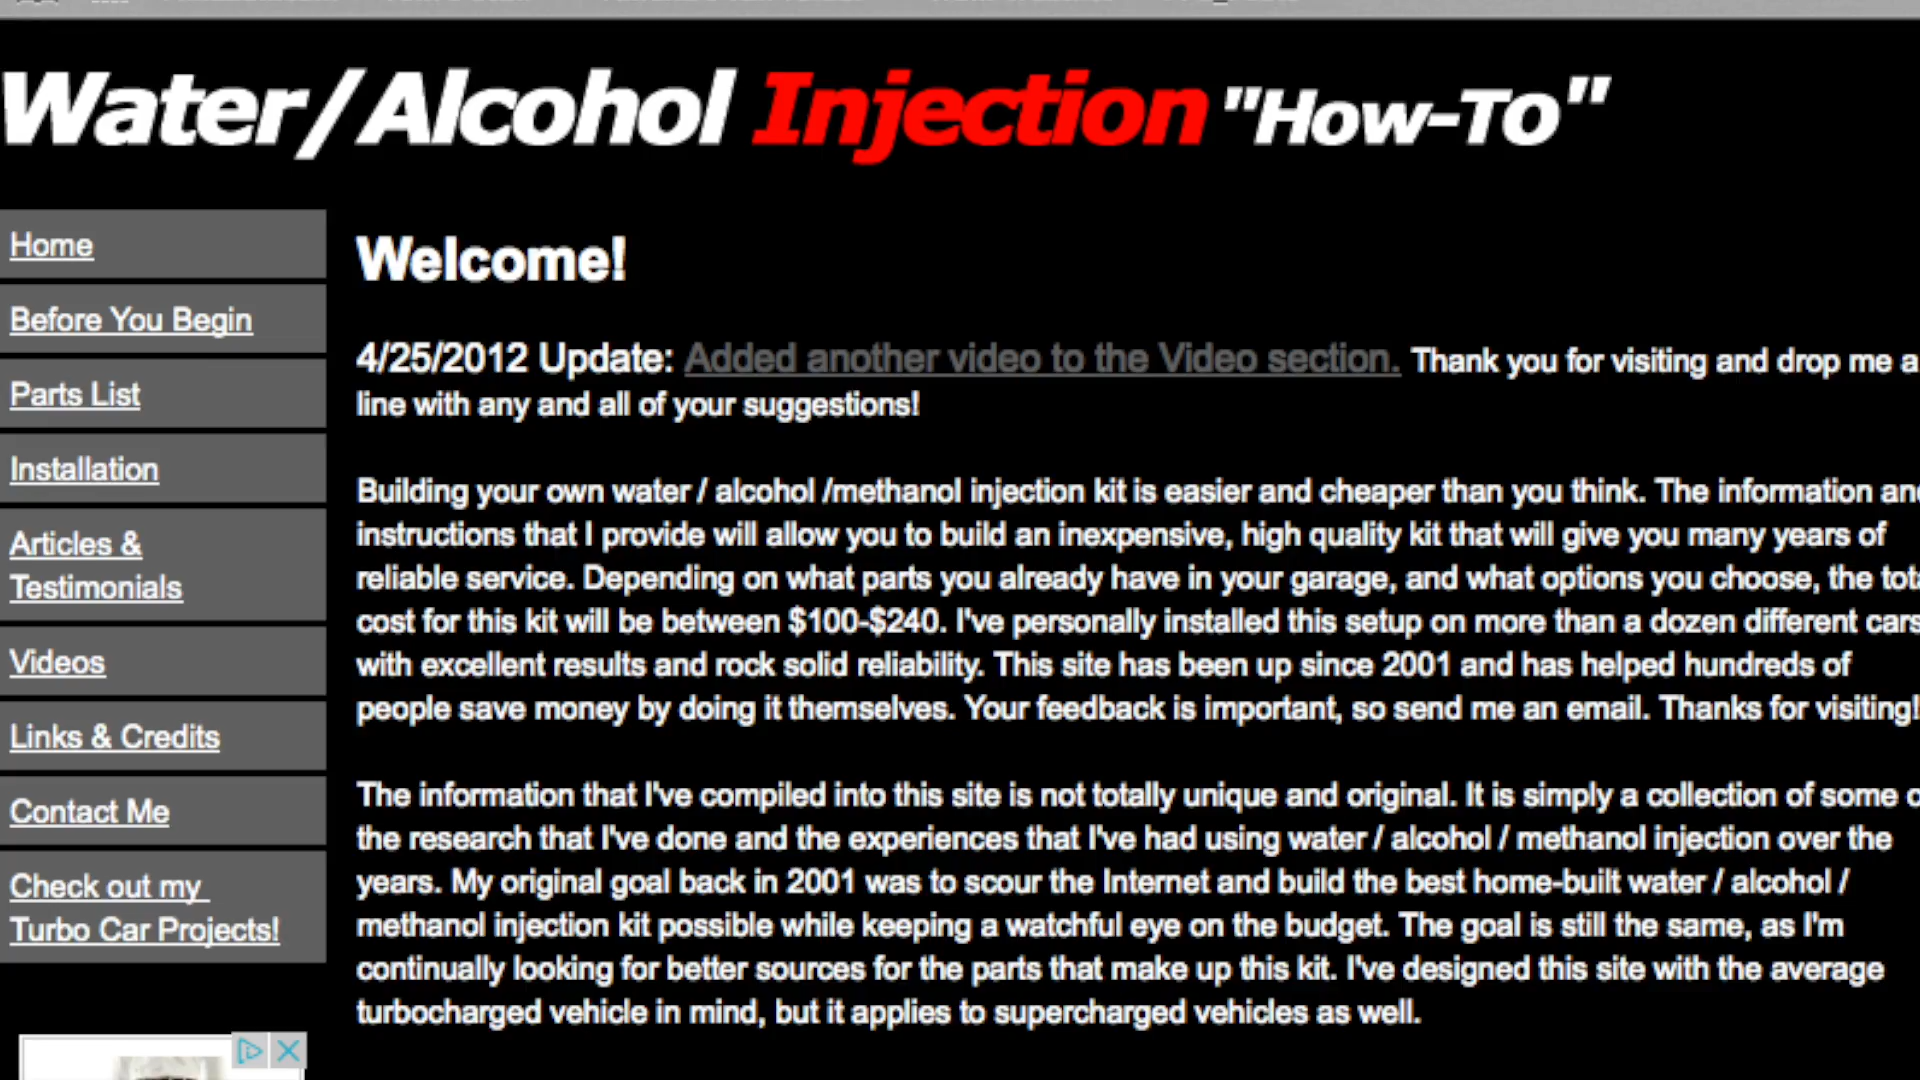 Water/Alcohol Injection "How-To"
Home
Before You Begin
Parts List
Installation
Articles &
Testimonials
Videos
Links & Credits
Contact Me
Check out my
Turbo Car Projects!
Welcome!
4/25/2012 Update: Added another video to the Video section. Thank you for visiting and drop me a
line with any and all of your suggestions!
Building your own water / alcohol /methanol injection kit is easier and cheaper than you think. The information
instructions that I provide will allow you to build an inexpensive, high quality kit that will give you many years of
reliable service. Depending on what parts you already have in your garage, and what options you choose, the
cost for this kit will be between $100-$240. I've personally installed this setup on more than a dozen different cars
with excellent results and rock solid reliability. This site has been up since 2001 and has helped hundreds of
people save money by doing it themselves. Your feedback is important, so send me an email. Thanks for visiting!
The information that I've compiled into this site is not totally unique and original. It is simply a collection of some
the research that I've done and the experiences that I've had using water / alcohol / methanol injection over the
years. My original goal back in 2001 was to scour the Internet and build the best home-built water / alcohol /
methanol injection kit possible while keeping a watchful eye on the budget. The goal is still the same, as I'm
continually looking for better sources for the parts that make up this kit. I've designed this site with the average
turbocharged vehicle in mind, but it applies to supercharged vehicles as well.